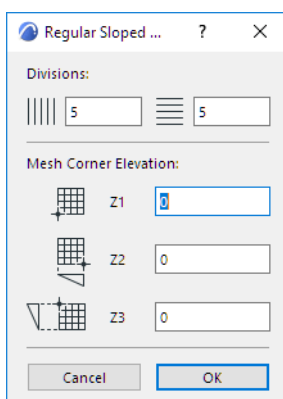 Regular Sloped ... ?
Divisions:
5 5
Mesh Corner Elevation:
Z1 0
Z2 0
Z3 0
Cancel OK